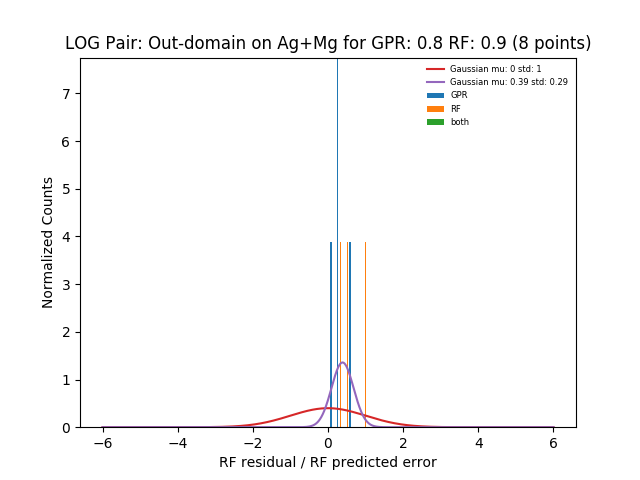 LOG Pair: Out-domain on Ag+Mg for GPR: 0.8 RF: 0.9 (8 points)
Gaussian mu: 0 std: 1
Gaussian mu: 0.39 std: 0.29
GPR
RF
both
Normalized Counts
7
6
5
4
3
2
1
0
−6 −4 −2 0 2 4 6
RF residual / RF predicted error